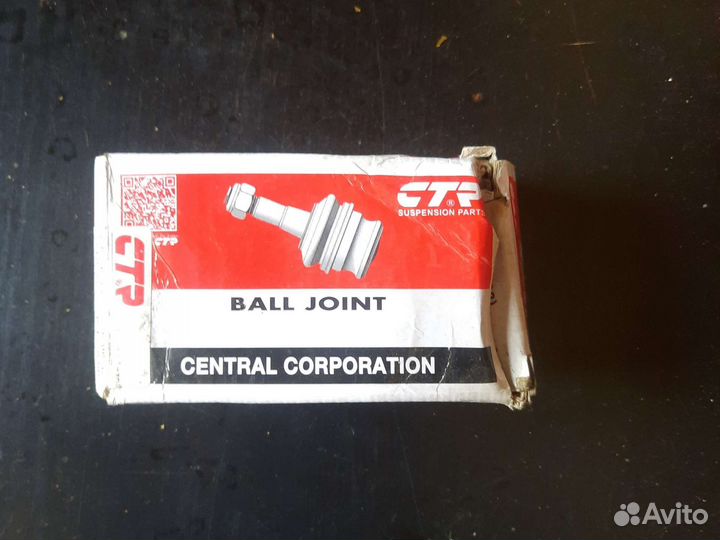 CTR
CTR
CTR®
SUSPENSION PARTS
BALL JOINT
CENTRAL CORPORATION
Avito